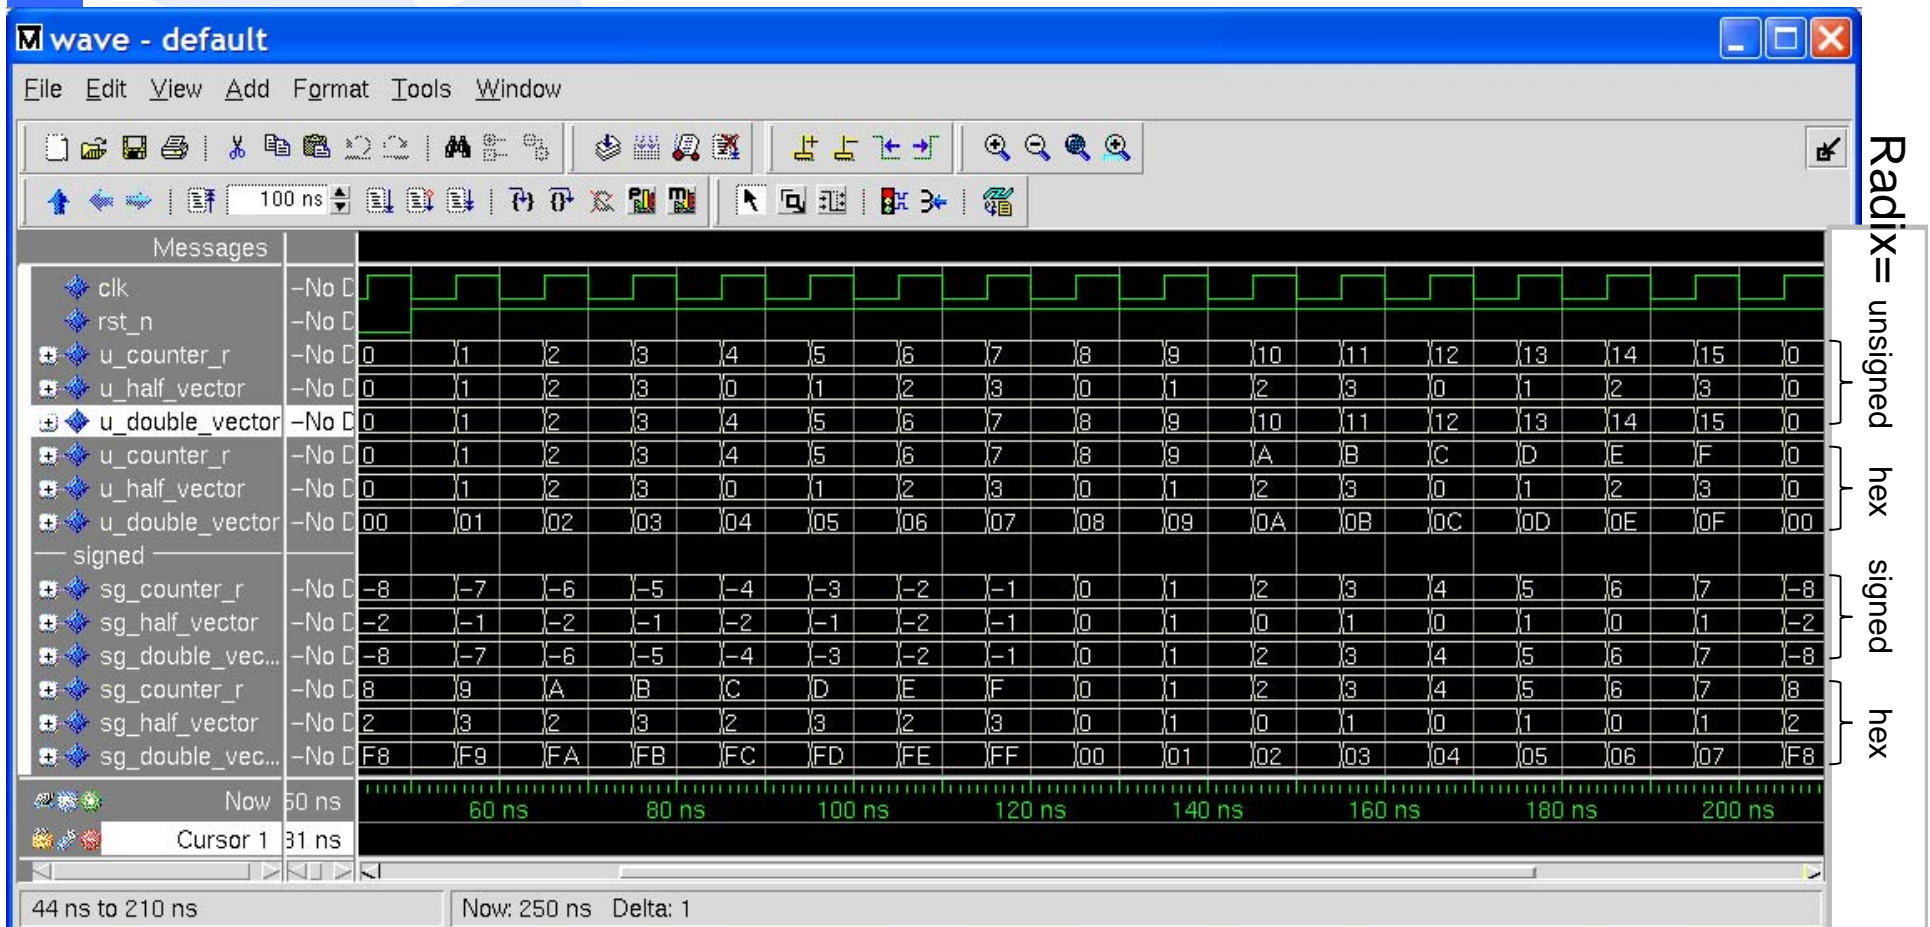 wave - default
File Edit View Add Format Tools Window
100 ns
Messages
clk -No D
rst_n -No D
u_counter_r -No D 0 1 2 3 4 5 6 7 8 9 10 11 12 13 14 15 0
u_half_vector -No D 0 1 2 3 0 1 2 3 0 1 2 3 0 1 2 3 0
u_double_vector -No D 0 1 2 3 4 5 6 7 8 9 10 11 12 13 14 15 0
u_counter_r -No D 0 1 2 3 4 5 6 7 8 9 A B C D E F 0
u_half_vector -No D 0 1 2 3 0 1 2 3 0 1 2 3 0 1 2 3 0
u_double_vector -No D 00 01 02 03 04 05 06 07 08 09 0A 0B 0C 0D 0E 0F 00
signed
sg_counter_r -No D -8 -7 -6 -5 -4 -3 -2 -1 0 1 2 3 4 5 6 7 -8
sg_half_vector -No D -2 -1 -2 -1 -2 -1 -2 -1 0 1 0 1 0 1 0 1 -2
sg_double_vec... -No D -8 -7 -6 -5 -4 -3 -2 -1 0 1 2 3 4 5 6 7 -8
sg_counter_r -No D 8 9 A B C D E F 0 1 2 3 4 5 6 7 8
sg_half_vector -No D 2 3 2 3 2 3 2 3 0 1 0 1 0 1 0 1 2
sg_double_vec... -No D F8 F9 FA FB FC FD FE FF 00 01 02 03 04 05 06 07 F8
Now 50 ns 60 ns 80 ns 100 ns 120 ns 140 ns 160 ns 180 ns 200 ns
Cursor 1 31 ns
44 ns to 210 ns Now: 250 ns Delta: 1
Radix= unsigned hex signed hex